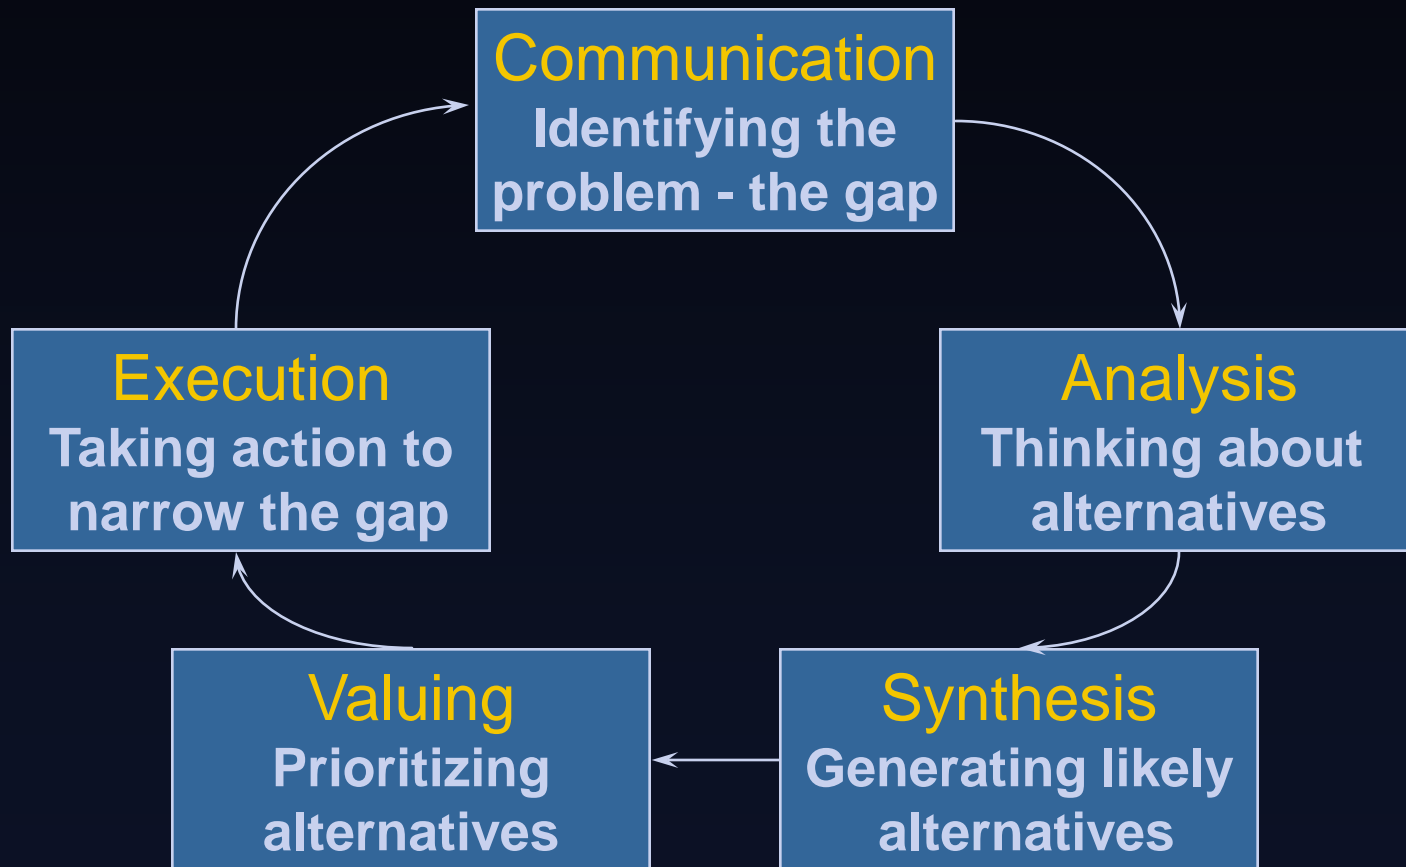 Communication
Identifying the
problem - the gap
Execution
Taking action to
narrow the gap
Analysis
Thinking about
alternatives
Valuing
Prioritizing
alternatives
Synthesis
Generating likely
alternatives